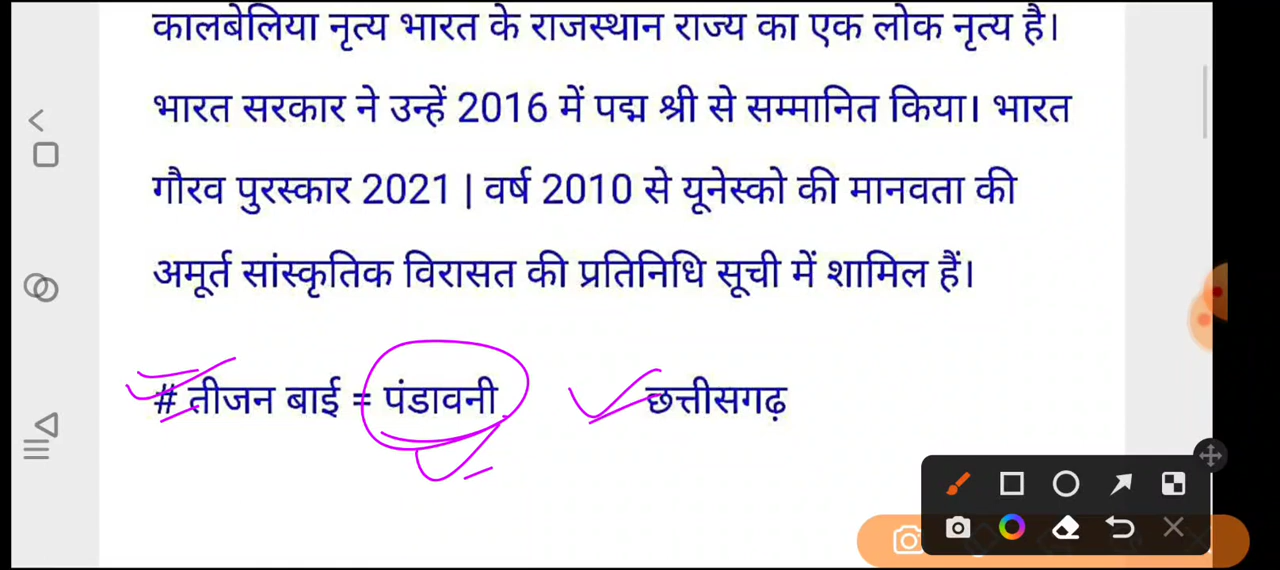 कालबेलिया नृत्य भारत के राजस्थान राज्य का एक लोक नृत्य है।
भारत सरकार ने उन्हें 2016 में पद्म श्री से सम्मानित किया। भारत
गौरव पुरस्कार 2021 | वर्ष 2010 से यूनेस्को की मानवता की
अमूर्त सांस्कृतिक विरासत की प्रतिनिधि सूची में शामिल हैं।
# तीजन बाई = पंडावनी छत्तीसगढ़